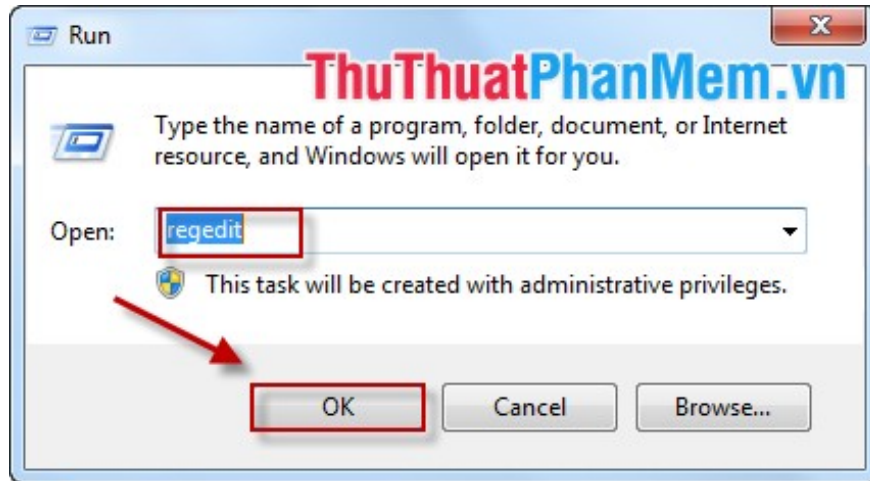 Run
ThuThuatPhanMem.vn
Type the name of a program, folder, document, or Internet
resource, and Windows will open it for you.
Open: regedit
This task will be created with administrative privileges.
OK Cancel Browse...